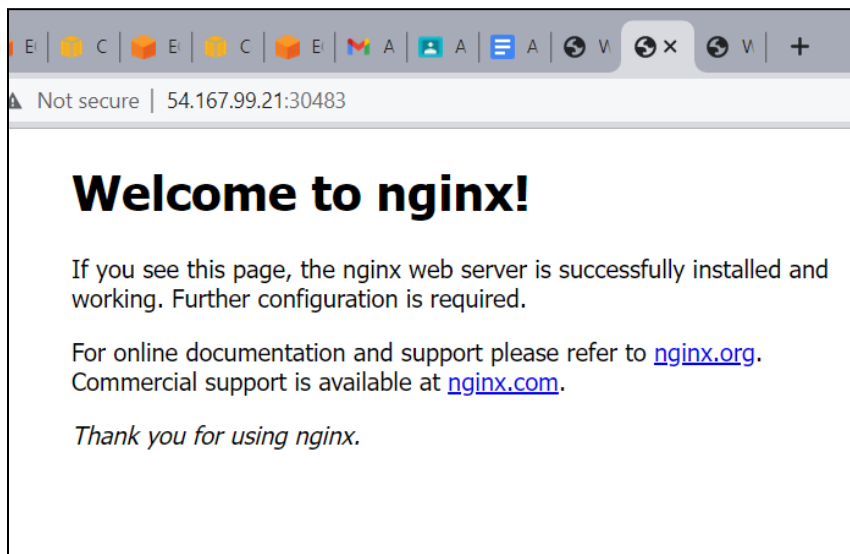 E C E C E A A A W W
Not secure 54.167.99.21:30483
Welcome to nginx!
If you see this page, the nginx web server is successfully installed and
working. Further configuration is required.
For online documentation and support please refer to nginx.org.
Commercial support is available at nginx.com.
Thank you for using nginx.